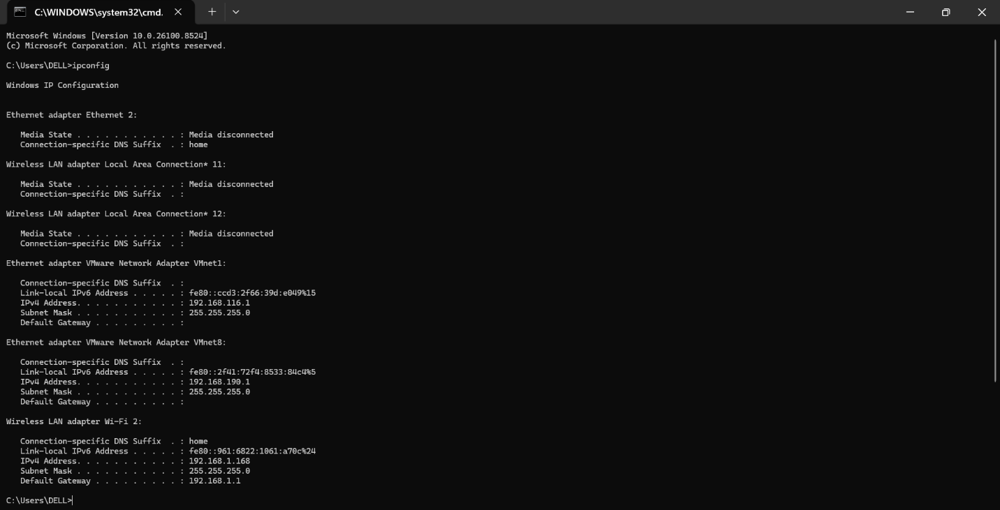 C:\WINDOWS\system32\cmd.
Microsoft Windows [Version 10.0.26100.8524]
(c) Microsoft Corporation. All rights reserved.
C:\Users\DELL>ipconfig
Windows IP Configuration
Ethernet adapter Ethernet 2:
   Media State . . . . . . . . . . . : Media disconnected
   Connection-specific DNS Suffix  . : home
Wireless LAN adapter Local Area Connection* 11:
   Media State . . . . . . . . . . . : Media disconnected
   Connection-specific DNS Suffix  . :
Wireless LAN adapter Local Area Connection* 12:
   Media State . . . . . . . . . . . : Media disconnected
   Connection-specific DNS Suffix  . :
Ethernet adapter VMware Network Adapter VMnet1:
   Connection-specific DNS Suffix  . :
   Link-local IPv6 Address . . . . . : fe80::ccd3:2f66:39d:e049%15
   IPv4 Address. . . . . . . . . . . : 192.168.116.1
   Subnet Mask . . . . . . . . . . . : 255.255.255.0
   Default Gateway . . . . . . . . . :
Ethernet adapter VMware Network Adapter VMnet8:
   Connection-specific DNS Suffix  . :
   Link-local IPv6 Address . . . . . : fe80::2f41:72f4:8533:84c4%5
   IPv4 Address. . . . . . . . . . . : 192.168.190.1
   Subnet Mask . . . . . . . . . . . : 255.255.255.0
   Default Gateway . . . . . . . . . :
Wireless LAN adapter Wi-Fi 2:
   Connection-specific DNS Suffix  . : home
   Link-local IPv6 Address . . . . . : fe80::961:6822:1061:a70c%24
   IPv4 Address. . . . . . . . . . . : 192.168.1.168
   Subnet Mask . . . . . . . . . . . : 255.255.255.0
   Default Gateway . . . . . . . . . : 192.168.1.1
C:\Users\DELL>